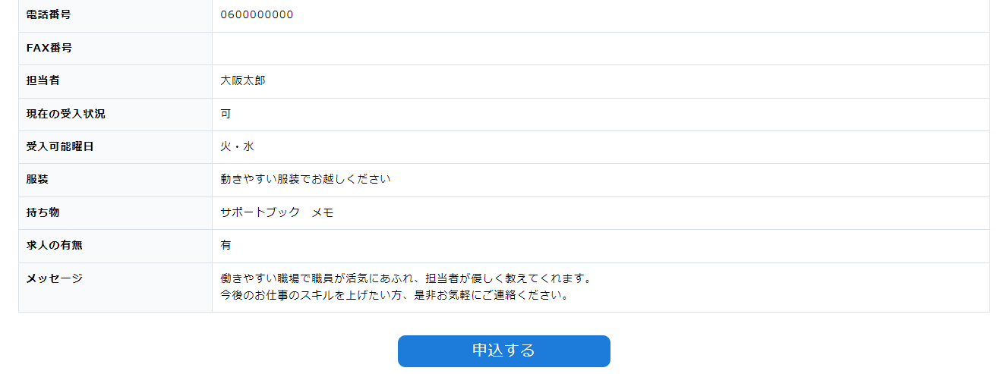 電話番号 0600000000
FAX番号
担当者 大阪太郎
現在の受入状況 可
受入可能曜日 火・水
服装 動きやすい服装でお越しください
持ち物 サポートブック　メモ
求人の有無 有
メッセージ 働きやすい職場で職員が活気にあふれ、担当者が優しく教えてくれます。
今後のお仕事のスキルを上げたい方、是非お気軽にご連絡ください。
申込する